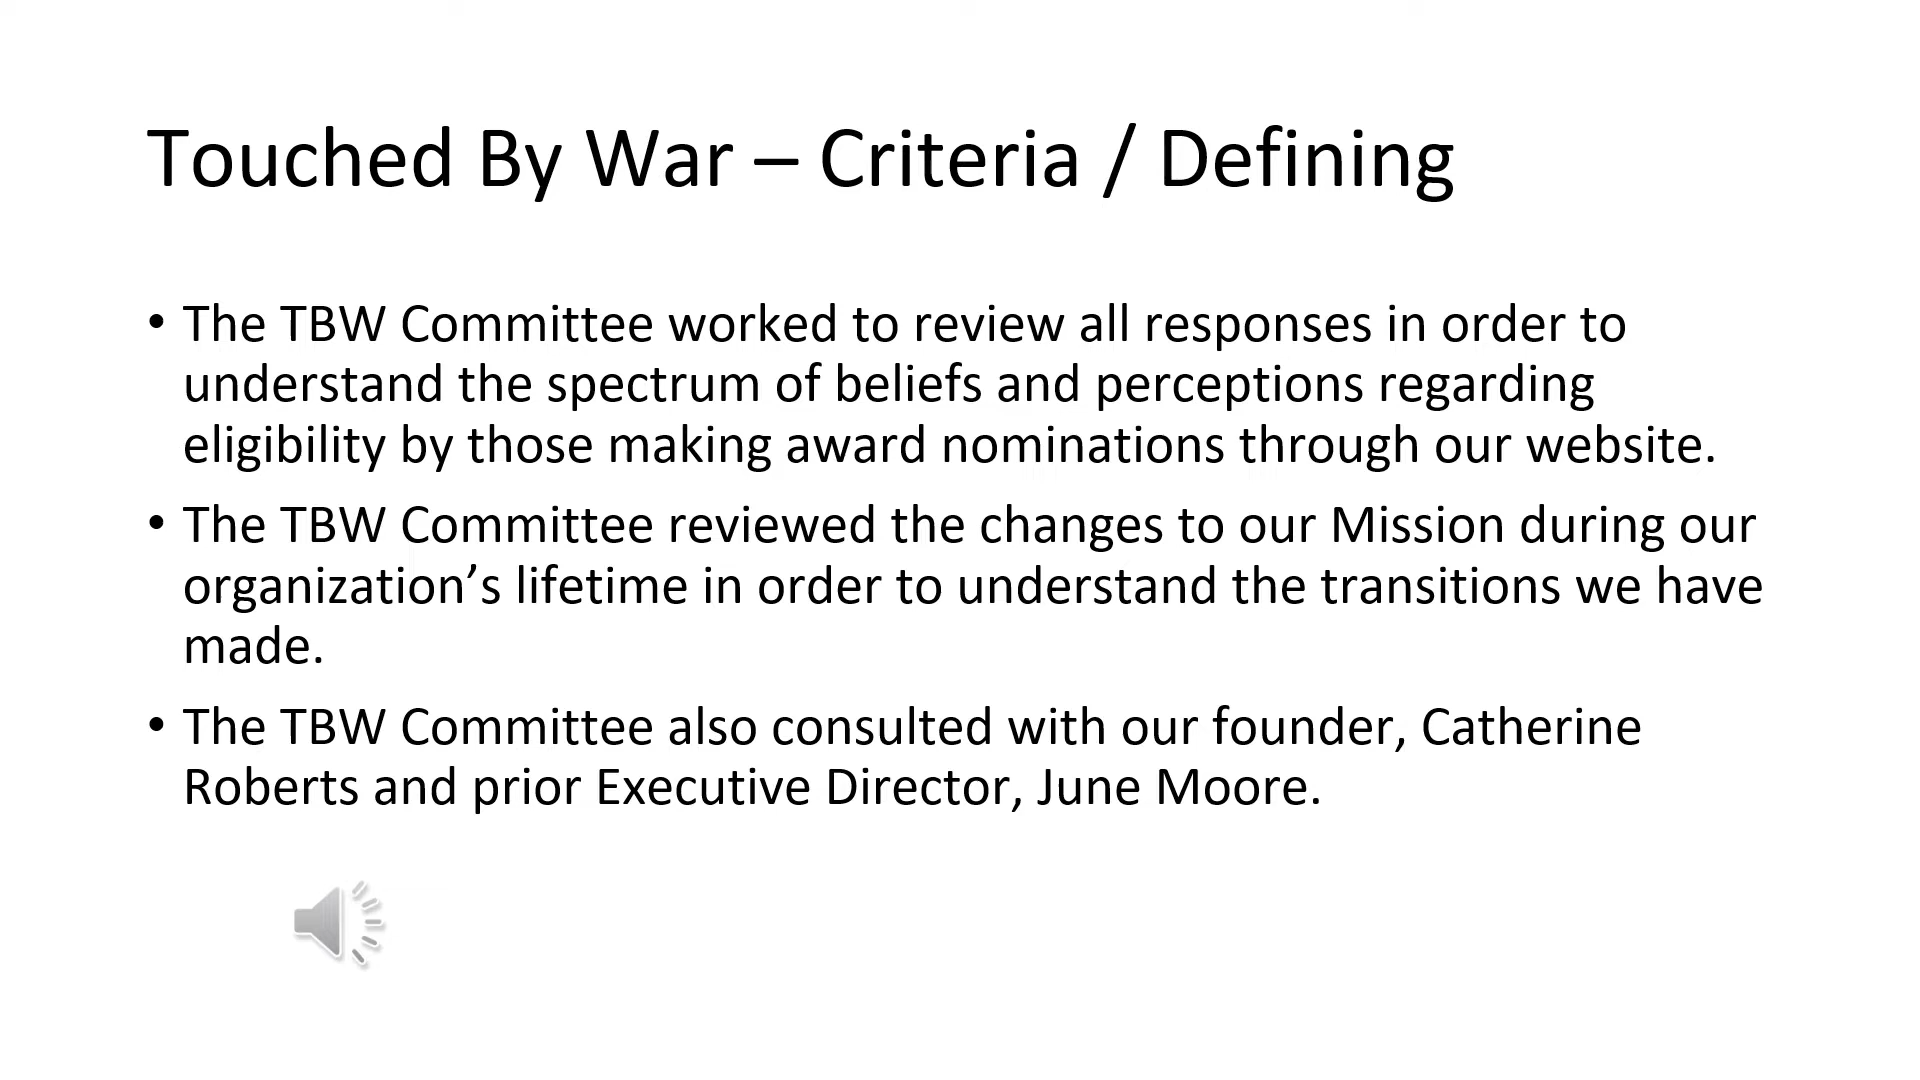 Touched By War – Criteria / Defining
• The TBW Committee worked to review all responses in order to
understand the spectrum of beliefs and perceptions regarding
eligibility by those making award nominations through our website.
• The TBW Committee reviewed the changes to our Mission during our
organization’s lifetime in order to understand the transitions we have
made.
• The TBW Committee also consulted with our founder, Catherine
Roberts and prior Executive Director, June Moore.